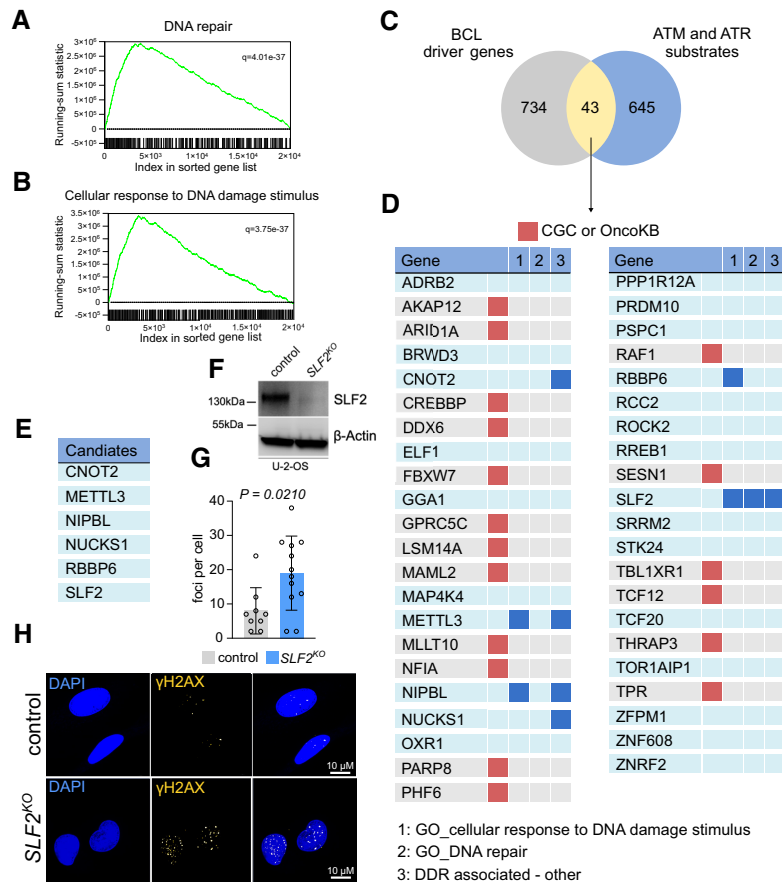 A
DNA repair
Running-sum statistic
3×10⁶
2.5×10⁶
2×10⁶
1.5×10⁶
1×10⁶
5×10⁵
0
-5×10⁵
q=4.01e-37
5×10³
1×10⁴
1.5×10⁴
2×10⁴
Index in sorted gene list
B
Cellular response to DNA damage stimulus
Running-sum statistic
3.5×10⁶
3×10⁶
2.5×10⁶
2×10⁶
1.5×10⁶
1×10⁶
5×10⁵
0
-5×10⁵
q=3.75e-37
5×10³
1×10⁴
1.5×10⁴
2×10⁴
Index in sorted gene list
C
BCL
driver genes
ATM and ATR
substrates
734
43
645
D
CGC or OncoKB
Gene 1 2 3
ADRB2
AKAP12
ARID1A
BRWD3
CNOT2
CREBBP
DDX6
ELF1
FBXW7
GGA1
GPRC5C
LSM14A
MAML2
MAP4K4
METTL3
MLLT10
NFIA
NIPBL
NUCKS1
OXR1
PARP8
PHF6
Gene 1 2 3
PPP1R12A
PRDM10
PSPC1
RAF1
RBBP6
RCC2
ROCK2
RREB1
SESN1
SLF2
SRRM2
STK24
TBL1XR1
TCF12
TCF20
THRAP3
TOR1AIP1
TPR
ZFPM1
ZNF608
ZNRF2
1: GO_cellular response to DNA damage stimulus
2: GO_DNA repair
3: DDR associated - other
E
Candiates
CNOT2
METTL3
NIPBL
NUCKS1
RBBP6
SLF2
F
control
SLF2ᴷᴼ
130kDa
SLF2
55kDa
β-Actin
U-2-OS
G
P = 0.0210
foci per cell
40
30
20
10
0
control
SLF2ᴷᴼ
H
control
DAPI
γH2AX
10 µM
SLF2ᴷᴼ
DAPI
γH2AX
10 µM